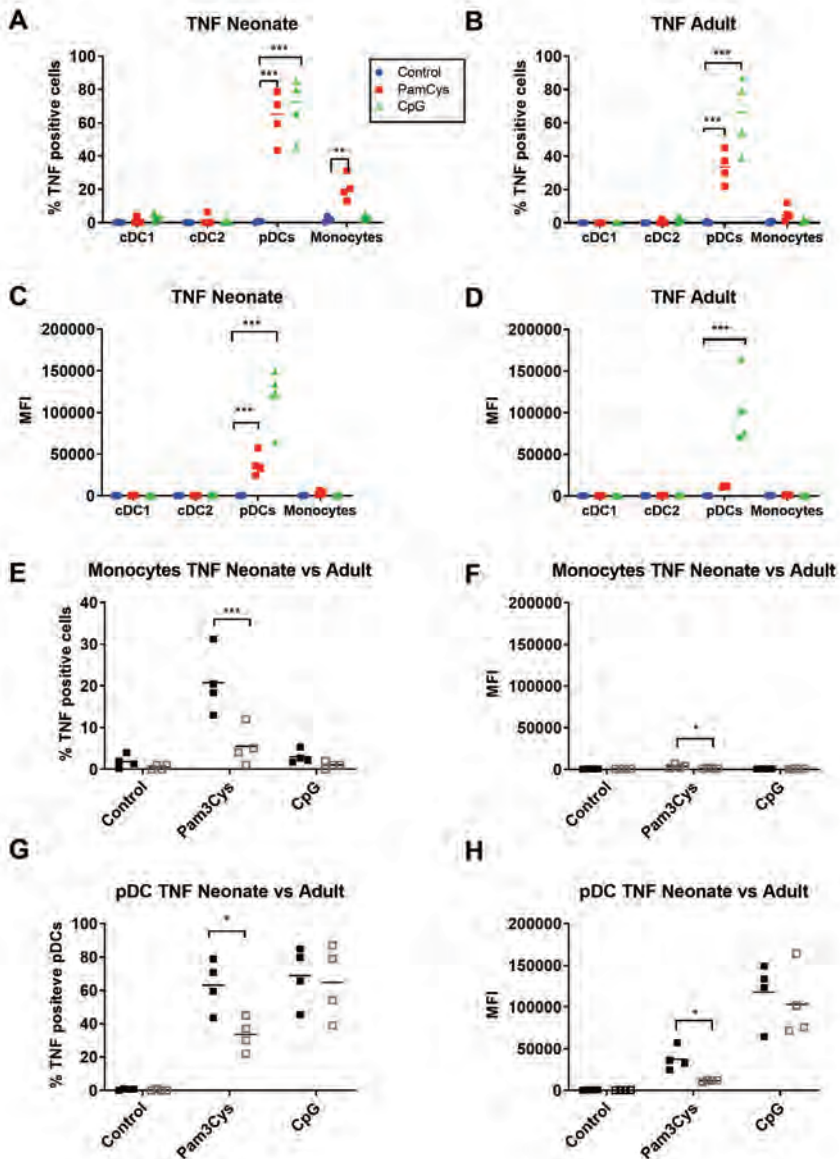 A
TNF Neonate
***
***
**
% TNF positive cells
100
80
60
40
20
0
cDC1 cDC2 pDCs Monocytes
Control
PamCys
CpG
B
TNF Adult
***
***
% TNF positive cells
100
80
60
40
20
0
cDC1 cDC2 pDCs Monocytes
C
TNF Neonate
***
***
MFI
200000
150000
100000
50000
0
cDC1 cDC2 pDCs Monocytes
D
TNF Adult
***
MFI
200000
150000
100000
50000
0
cDC1 cDC2 pDCs Monocytes
E
Monocytes TNF Neonate vs Adult
***
% TNF positive cells
40
30
20
10
0
Control Pam3Cys CpG
F
Monocytes TNF Neonate vs Adult
*
MFI
200000
150000
100000
50000
0
Control Pam3Cys CpG
G
pDC TNF Neonate vs Adult
*
% TNF positeve pDCs
100
80
60
40
20
0
Control Pam3Cys CpG
H
pDC TNF Neonate vs Adult
*
MFI
200000
150000
100000
50000
0
Control Pam3Cys CpG